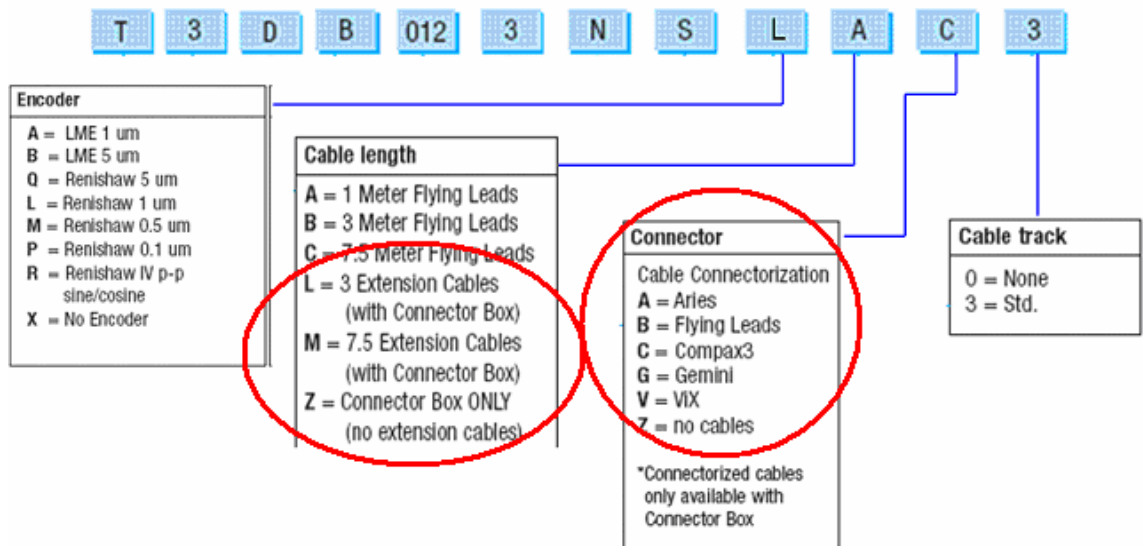 T 3 D B 012 3 N S L A C 3
Encoder
A = LME 1 um
B = LME 5 um
Q = Renishaw 5 um
L = Renishaw 1 um
M = Renishaw 0.5 um
P = Renishaw 0.1 um
R = Renishaw IV p-p
sine/cosine
X = No Encoder
Cable length
A = 1 Meter Flying Leads
B = 3 Meter Flying Leads
C = 7.5 Meter Flying Leads
L = 3 Extension Cables
(with Connector Box)
M = 7.5 Extension Cables
(with Connector Box)
Z = Connector Box ONLY
(no extension cables)
Connector
Cable Connectorization
A = Aries
B = Flying Leads
C = Compax3
G = Gemini
V = ViX
Z = no cables
*Connectorized cables
only available with
Connector Box
Cable track
0 = None
3 = Std.